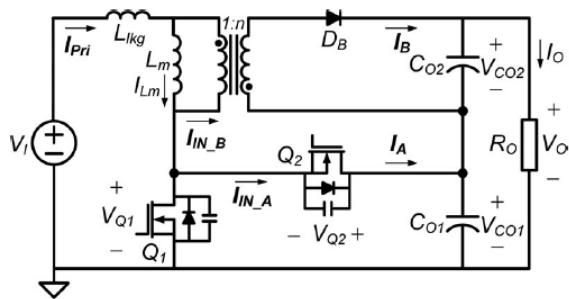 1:n
I_Pri
L_lkg
D_B
I_B
I_O
L_m
C_O2
+
V_CO2
−
I_Lm
I_IN_B
V_I
+
−
Q_2
I_A
R_O
+
V_O
−
+
V_Q1
−
I_IN_A
− V_Q2 +
C_O1
+
V_CO1
−
Q_1